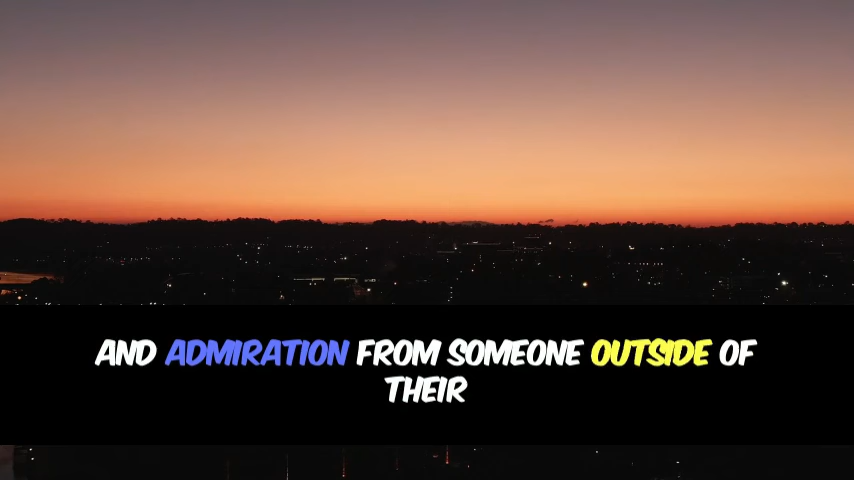 AND ADMIRATION FROM SOMEONE OUTSIDE OF
THEIR